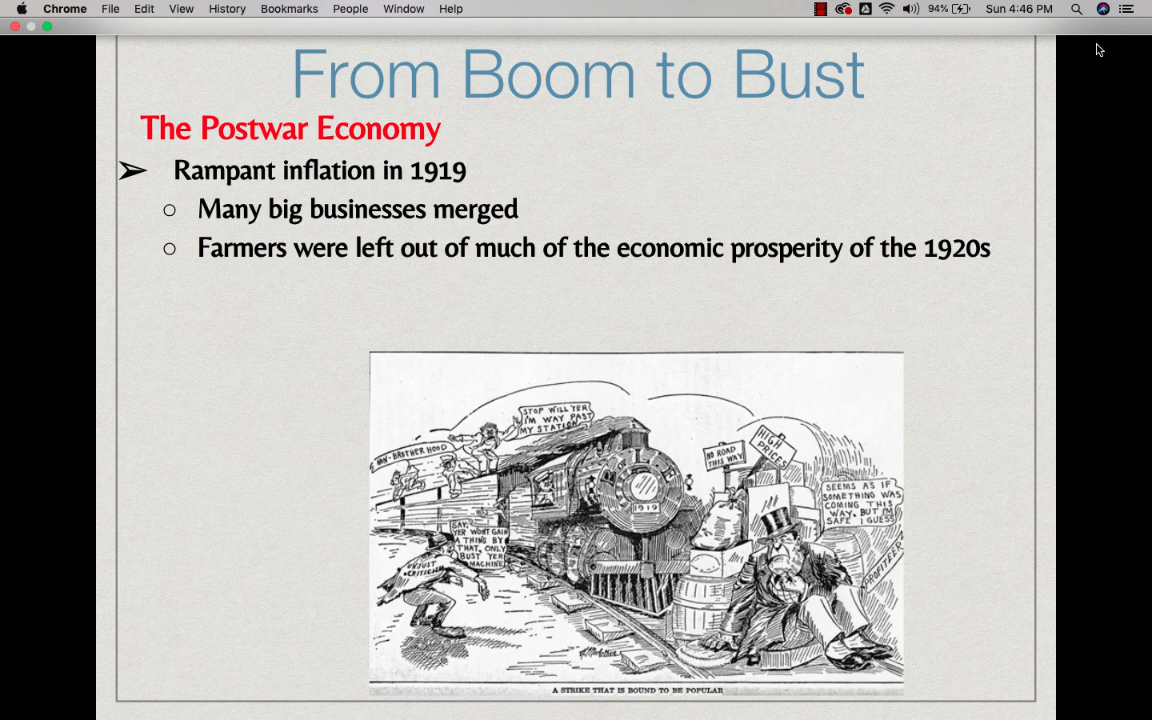 Chrome File Edit View History Bookmarks People Window Help 94% Sun 4:46 PM
From Boom to Bust
The Postwar Economy
➢ Rampant inflation in 1919
○ Many big businesses merged
○ Farmers were left out of much of the economic prosperity of the 1920s
STOP WILL YER
I'M WAY PAST
MY STATION
NON-BROTHERHOOD
NO ROAD
THIS WAY
HIGH
PRICES
SEEMS AS IF
SOMETHING WAS
COMING THIS
WAY, BUT I'M
SAFE I GUESS
1919
SAY,
YER WONT GAIN
A THING BY
THAT, ONLY
BUST YER
MACHINE
UNJUST
CRITICISM
PROFITEER
A STRIKE THAT IS BOUND TO BE POPULAR